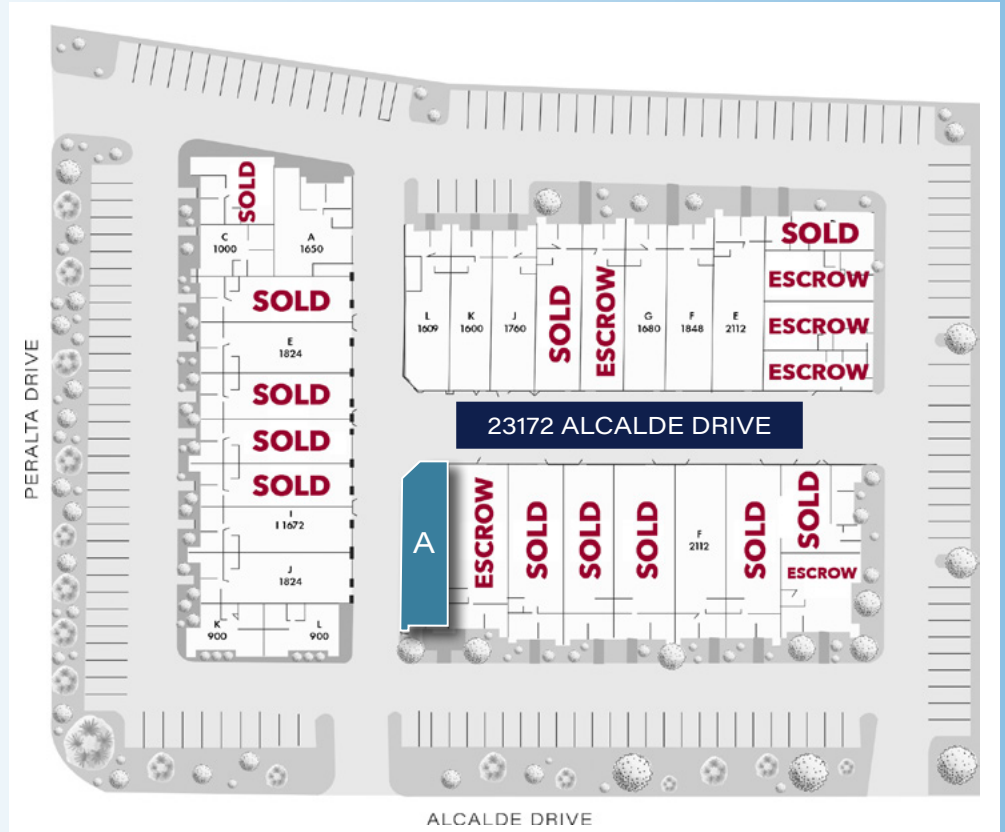 SOLD
C
1000
A
1650
SOLD
E
1824
SOLD
SOLD
SOLD
I
I 1672
J
1824
K
900
L
900
L
1609
K
1600
J
1760
SOLD
ESCROW
G
1680
F
1848
E
2112
SOLD
ESCROW
ESCROW
ESCROW
23172 ALCALDE DRIVE
A
ESCROW
SOLD
SOLD
SOLD
F
2112
SOLD
SOLD
ESCROW
PERALTA DRIVE
ALCALDE DRIVE